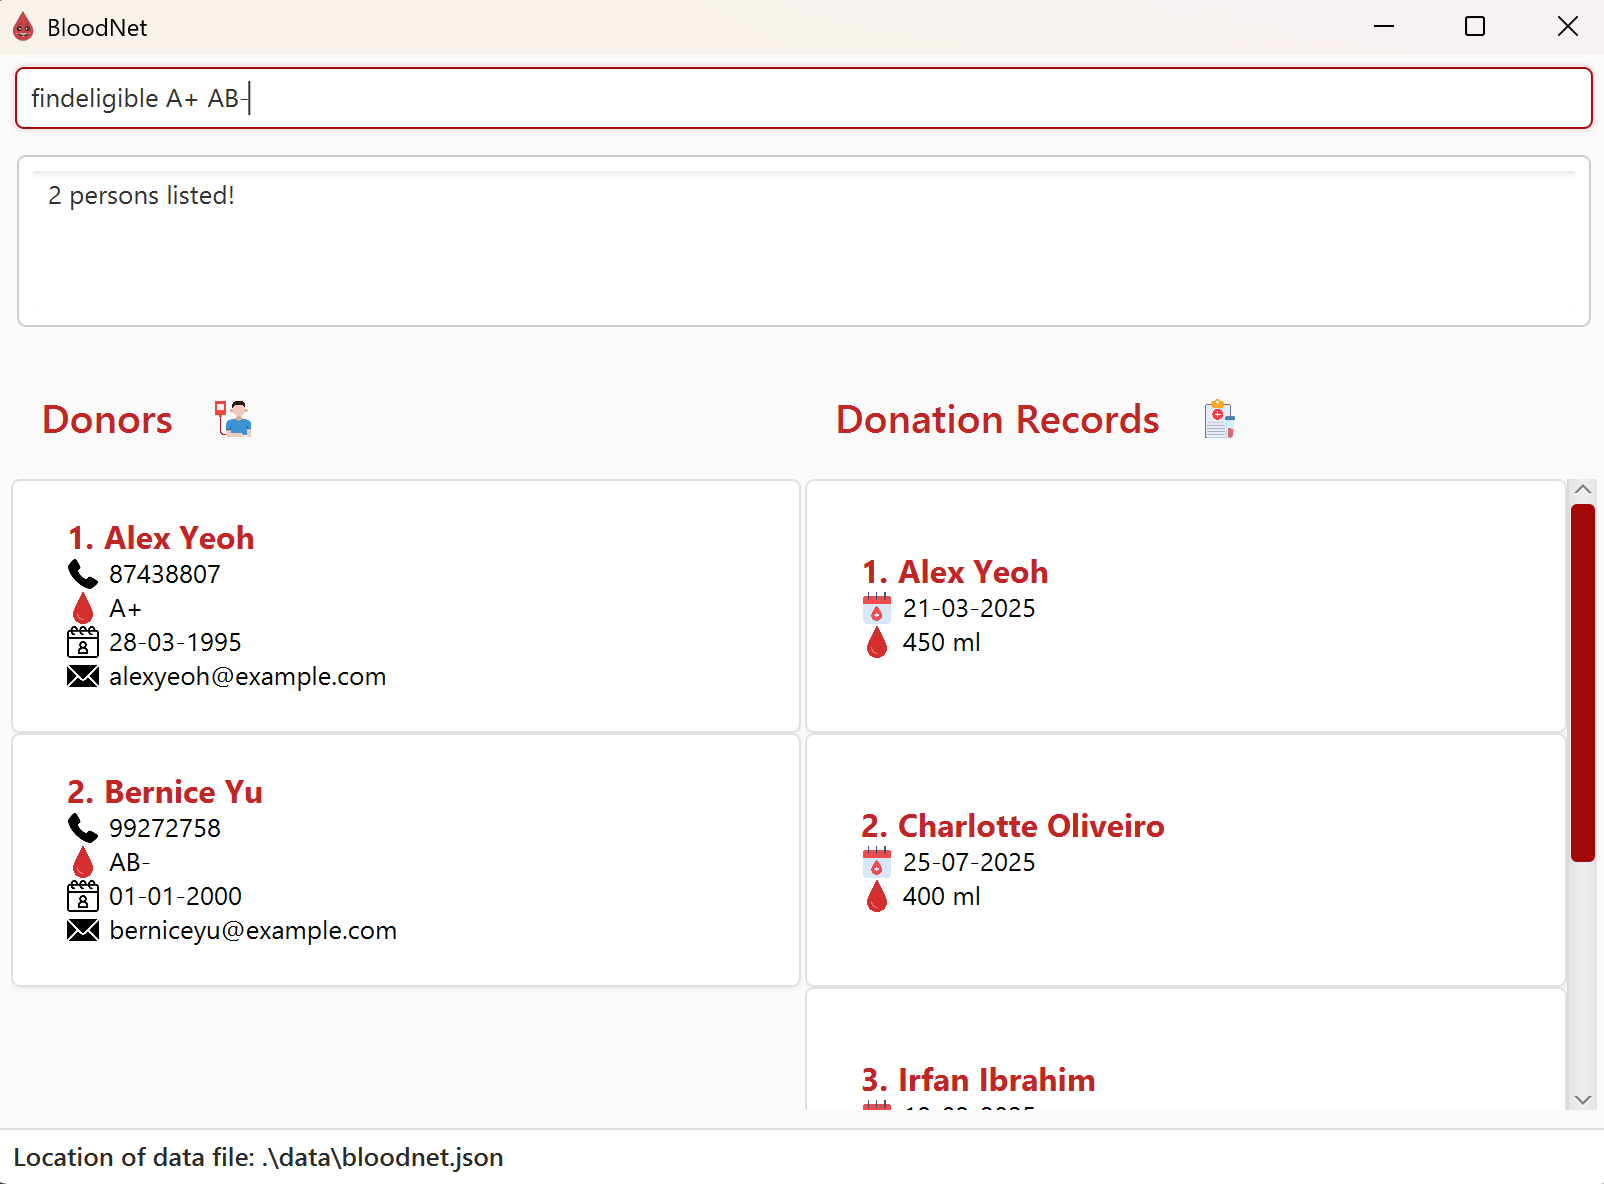 BloodNet
findeligible A+ AB-
2 persons listed!
Donors
Donation Records
1. Alex Yeoh
87438807
A+
28-03-1995
alexyeoh@example.com
2. Bernice Yu
99272758
AB-
01-01-2000
berniceyu@example.com
1. Alex Yeoh
21-03-2025
450 ml
2. Charlotte Oliveiro
25-07-2025
400 ml
3. Irfan Ibrahim
Location of data file: .\data\bloodnet.json